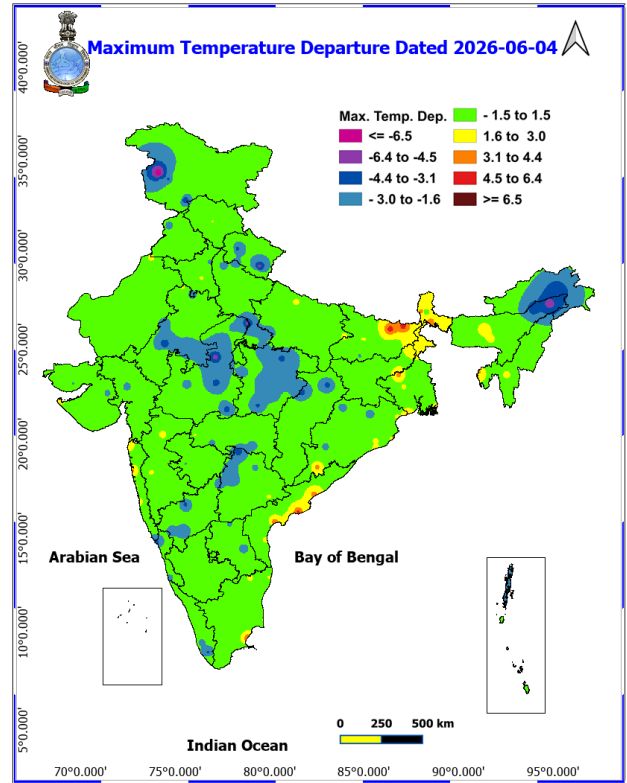 Maximum Temperature Departure Dated 2026-06-04
Max. Temp. Dep.
<= -6.5
-6.4 to -4.5
-4.4 to -3.1
- 3.0 to -1.6
- 1.5 to 1.5
1.6 to 3.0
3.1 to 4.4
4.5 to 6.4
>= 6.5
40°0.000'
35°0.000'
30°0.000'
25°0.000'
20°0.000'
15°0.000'
10°0.000'
5°0.000'
Arabian Sea
Bay of Bengal
0 250 500 km
Indian Ocean
70°0.000' 75°0.000' 80°0.000' 85°0.000' 90°0.000' 95°0.000'